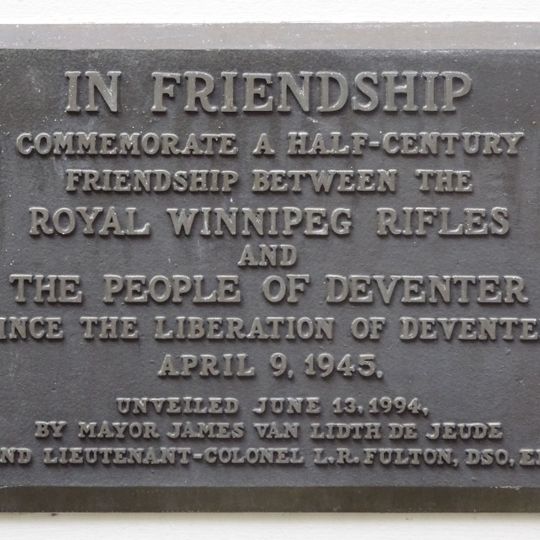 IN FRIENDSHIP
COMMEMORATE A HALF-CENTURY
FRIENDSHIP BETWEEN THE
ROYAL WINNIPEG RIFLES
AND
THE PEOPLE OF DEVENTER
INCE THE LIBERATION OF DEVENTE
APRIL 9, 1945.
UNVEILED JUNE 13, 1994,
BY MAYOR JAMES VAN LIDTH DE JEUDE
ND LIEUTENANT-COLONEL L.R. FULTON, DSO, E